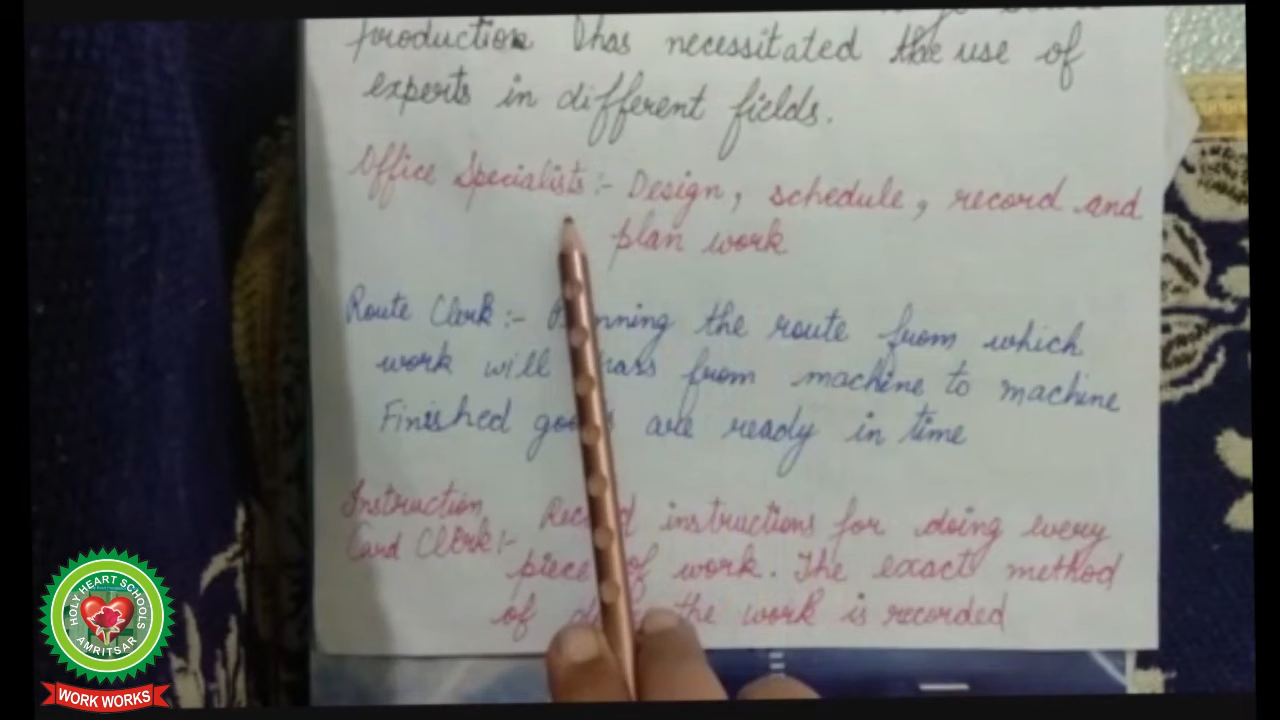 production has necessitated the use of
experts in different fields.
Office Specialists:- Design, schedule, record and
plan work
Route Clerk:- the route from which
work will from machine to machine
Finished are ready in time
Instruction
Card Clerk:- instructions for doing every
piece of work. The exact method
of the work is recorded
HOLY HEART SCHOOLS
AMRITSAR
WORK WORKS